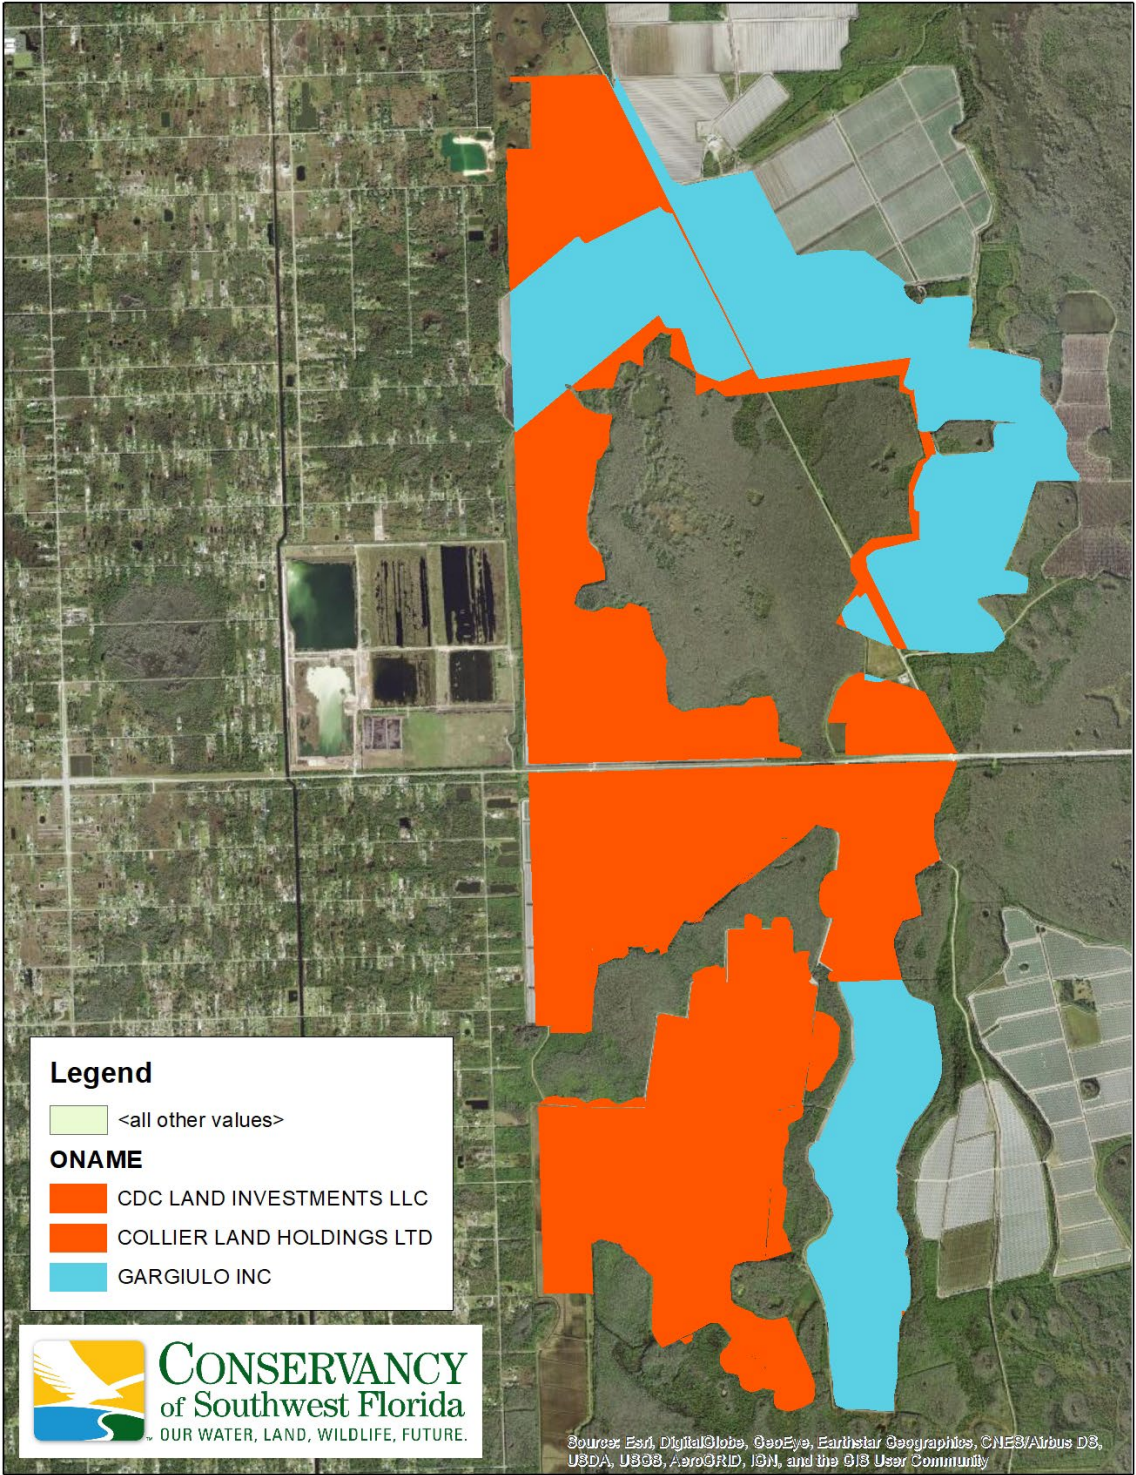 Legend
<all other values>
ONAME
CDC LAND INVESTMENTS LLC
COLLIER LAND HOLDINGS LTD
GARGIULO INC
CONSERVANCY
of Southwest Florida
OUR WATER, LAND, WILDLIFE, FUTURE.
Source: Esri, DigitalGlobe, GeoEye, Earthstar Geographics, CNES/Airbus DS,
USDA, USGS, AeroGRID, IGN, and the GIS User Community